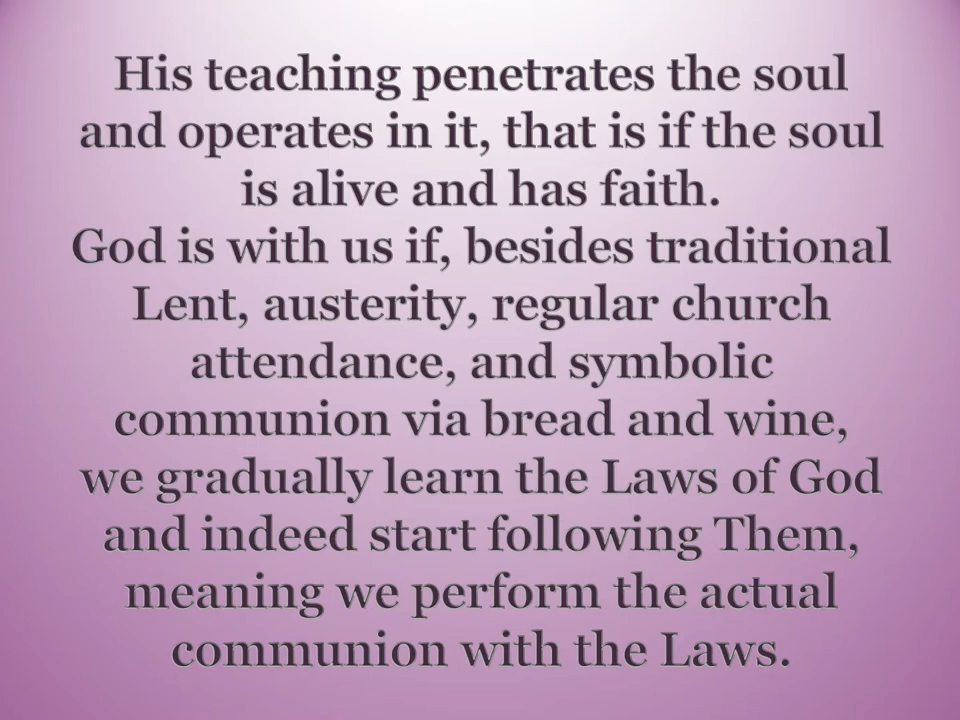 His teaching penetrates the soul
and operates in it, that is if the soul
is alive and has faith.
God is with us if, besides traditional
Lent, austerity, regular church
attendance, and symbolic
communion via bread and wine,
we gradually learn the Laws of God
and indeed start following Them,
meaning we perform the actual
communion with the Laws.